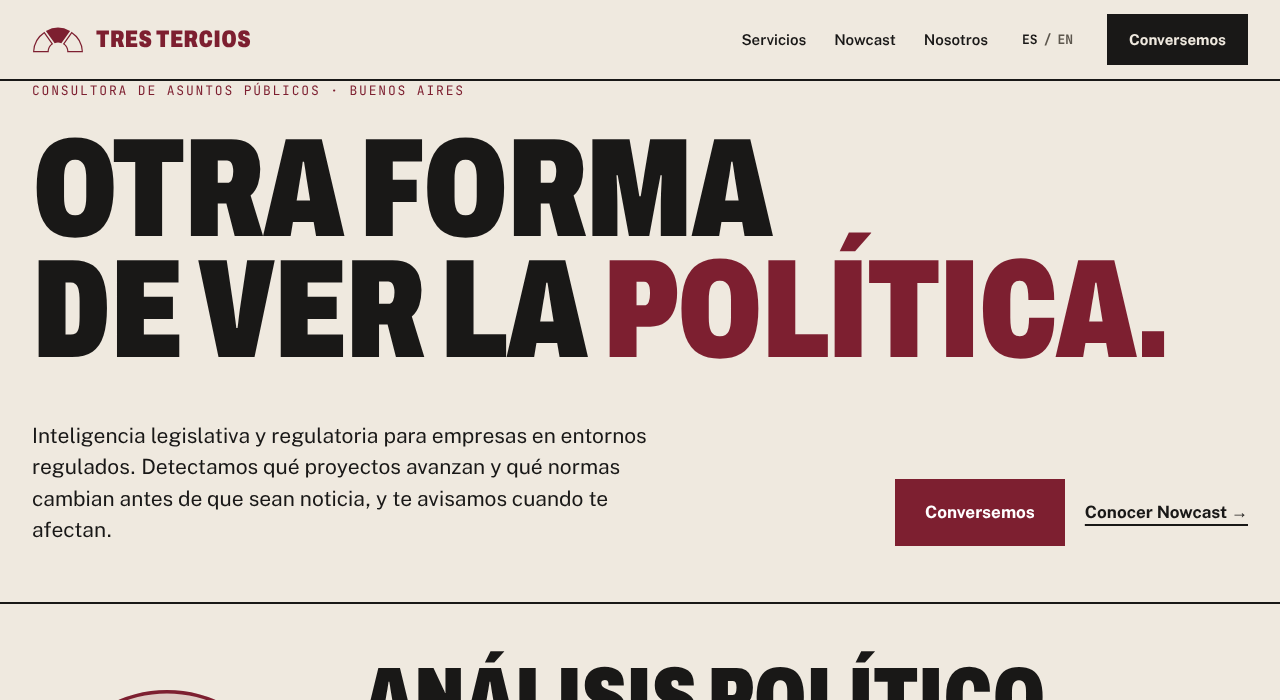 TRES TERCIOS
Servicios
Nowcast
Nosotros
ES / EN
Conversemos
CONSULTORA DE ASUNTOS PÚBLICOS · BUENOS AIRES
OTRA FORMA
DE VER LA POLÍTICA.
Inteligencia legislativa y regulatoria para empresas en entornos
regulados. Detectamos qué proyectos avanzan y qué normas
cambian antes de que sean noticia, y te avisamos cuando te
afectan.
Conversemos
Conocer Nowcast →
ANÁLISIS POLÍTICO